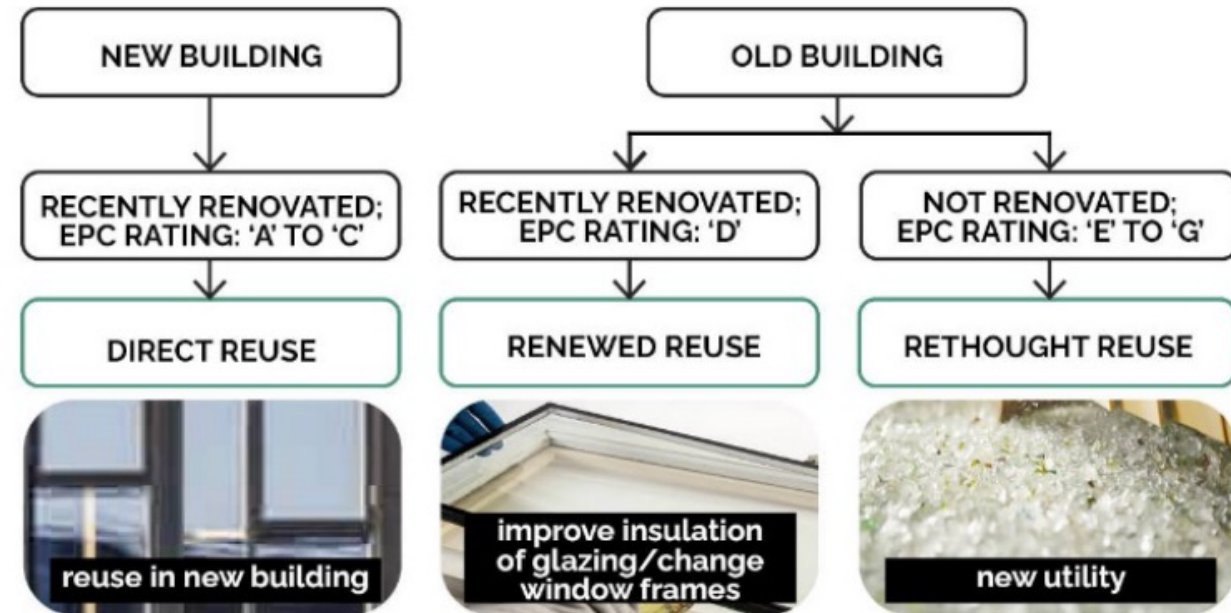 NEW BUILDING
OLD BUILDING
RECENTLY RENOVATED;
EPC RATING: ‘A’ TO ‘C’
RECENTLY RENOVATED;
EPC RATING: ‘D’
NOT RENOVATED;
EPC RATING: ‘E’ TO ‘G’
DIRECT REUSE
RENEWED REUSE
RETHOUGHT REUSE
reuse in new building
improve insulation
of glazing/change
window frames
new utility